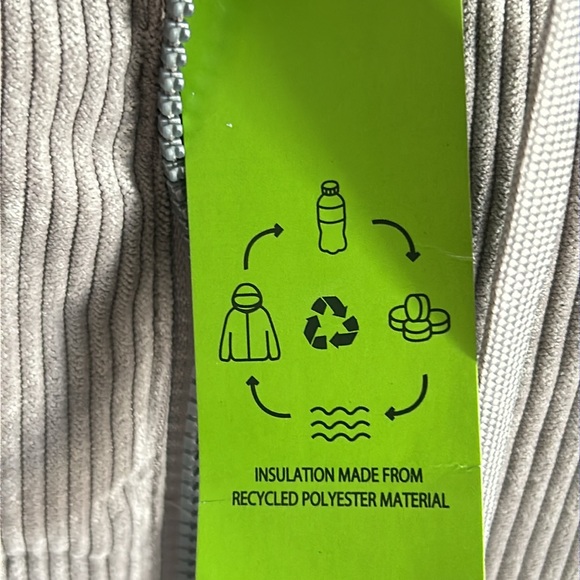 INSULATION MADE FROM
RECYCLED POLYESTER MATERIAL